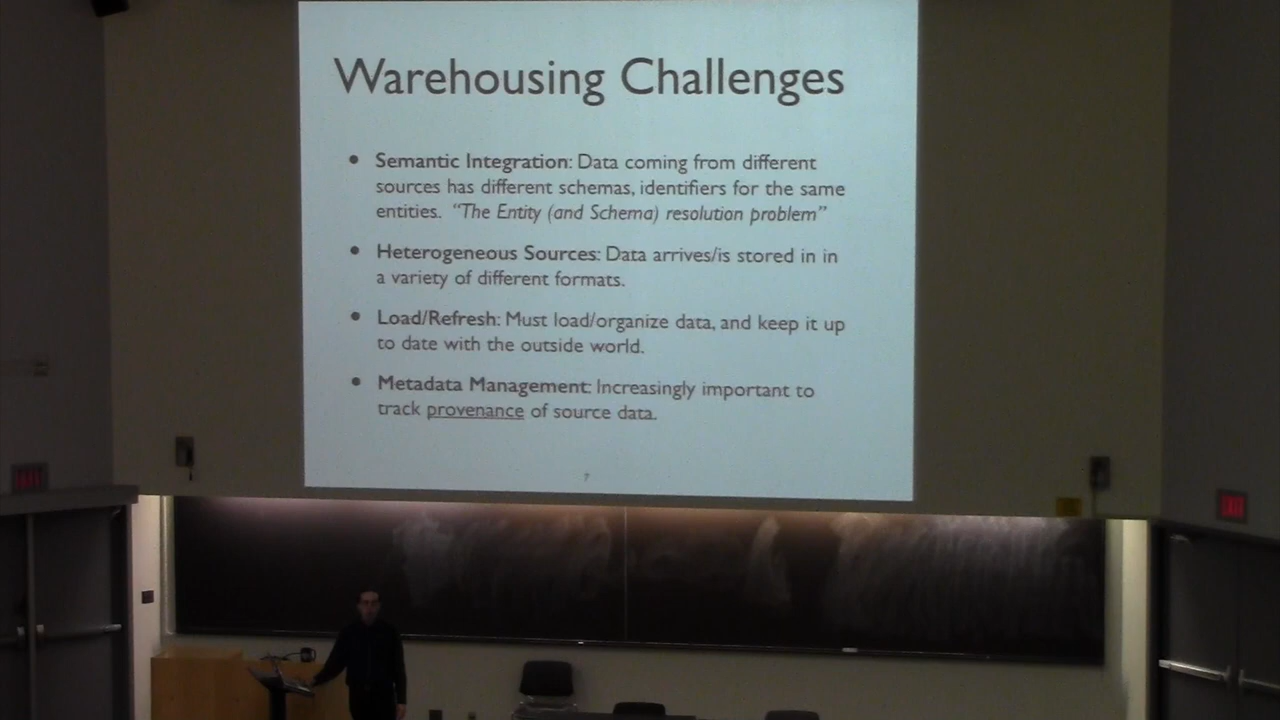 Warehousing Challenges
• Semantic Integration: Data coming from different
sources has different schemas, identifiers for the same
entities. “The Entity (and Schema) resolution problem”
• Heterogeneous Sources: Data arrives/is stored in in
a variety of different formats.
• Load/Refresh: Must load/organize data, and keep it up
to date with the outside world.
• Metadata Management: Increasingly important to
track provenance of source data.
7
EXIT
EXIT